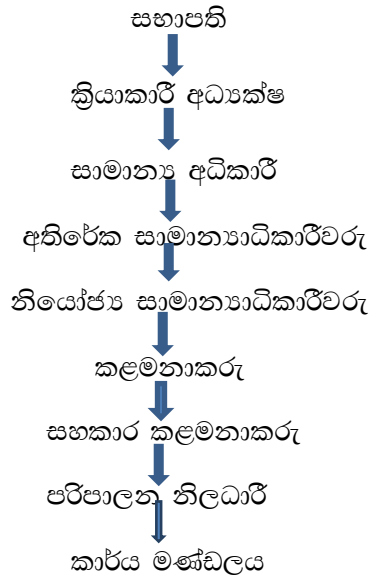 සභාපති
ක්‍රියාකාරී අධ්‍යක්ෂ
සාමාන්‍ය අධිකාරී
අතිරේක සාමාන්‍යාධිකාරීවරු
නියෝජ්‍ය සාමාන්‍යාධිකාරීවරු
කළමනාකරු
සහකාර කළමනාකරු
පරිපාලන නිලධාරී
කාර්ය මණ්ඩලය